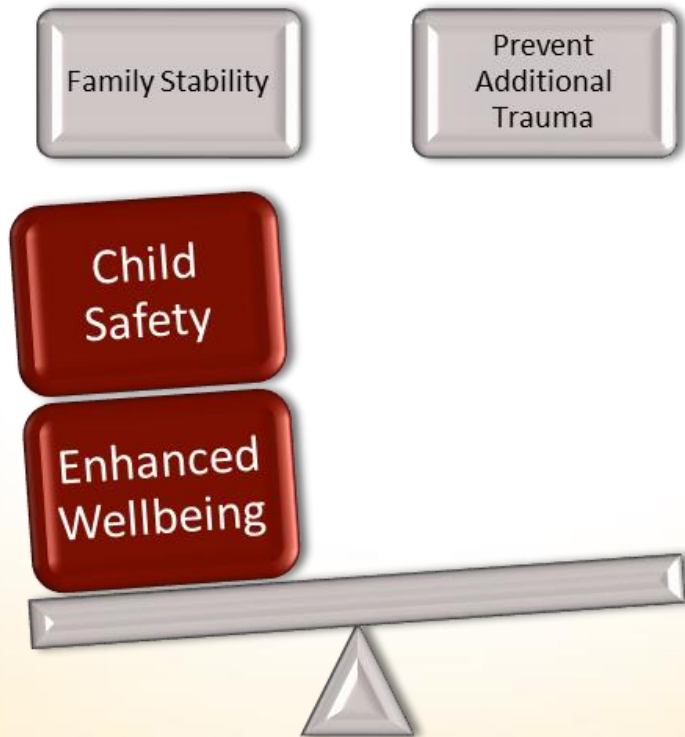 Family Stability
Prevent
Additional
Trauma
Child
Safety
Enhanced
Wellbeing